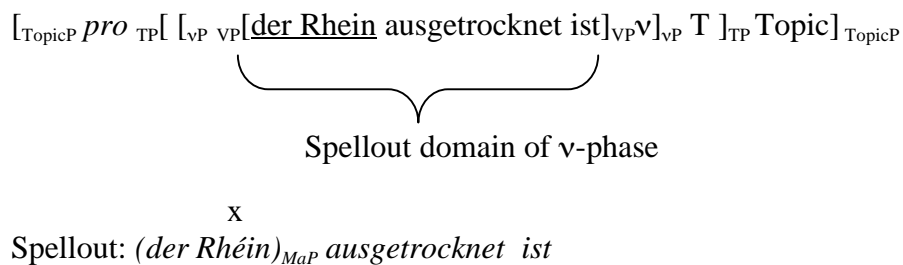 [TopicP pro TP[ [νP VP[der Rhein ausgetrocknet ist]VPν]νP T ]TP Topic] TopicP
Spellout domain of ν-phase
x
Spellout: (der Rhéin)MaP ausgetrocknet ist